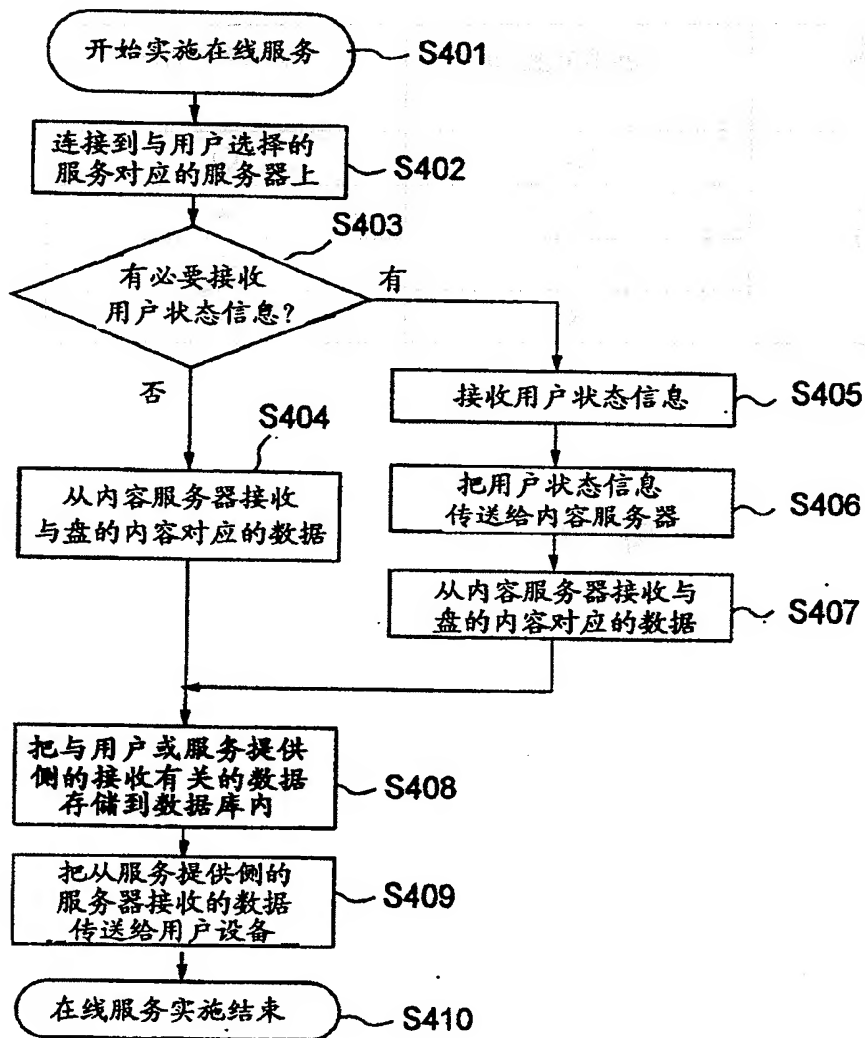 开始实施在线服务
S401
连接到与用户选择的
服务对应的服务器上
S402
S403
有必要接收
用户状态信息?
有
否
接收用户状态信息
S405
S404
从内容服务器接收
与盘的内容对应的数据
把用户状态信息
传送给内容服务器
S406
从内容服务器接收与
盘的内容对应的数据
S407
把与用户或服务提供
侧的接收有关的数据
存储到数据库内
S408
把从服务提供侧的
服务器接收的数据
传送给用户设备
S409
在线服务实施结束
S410